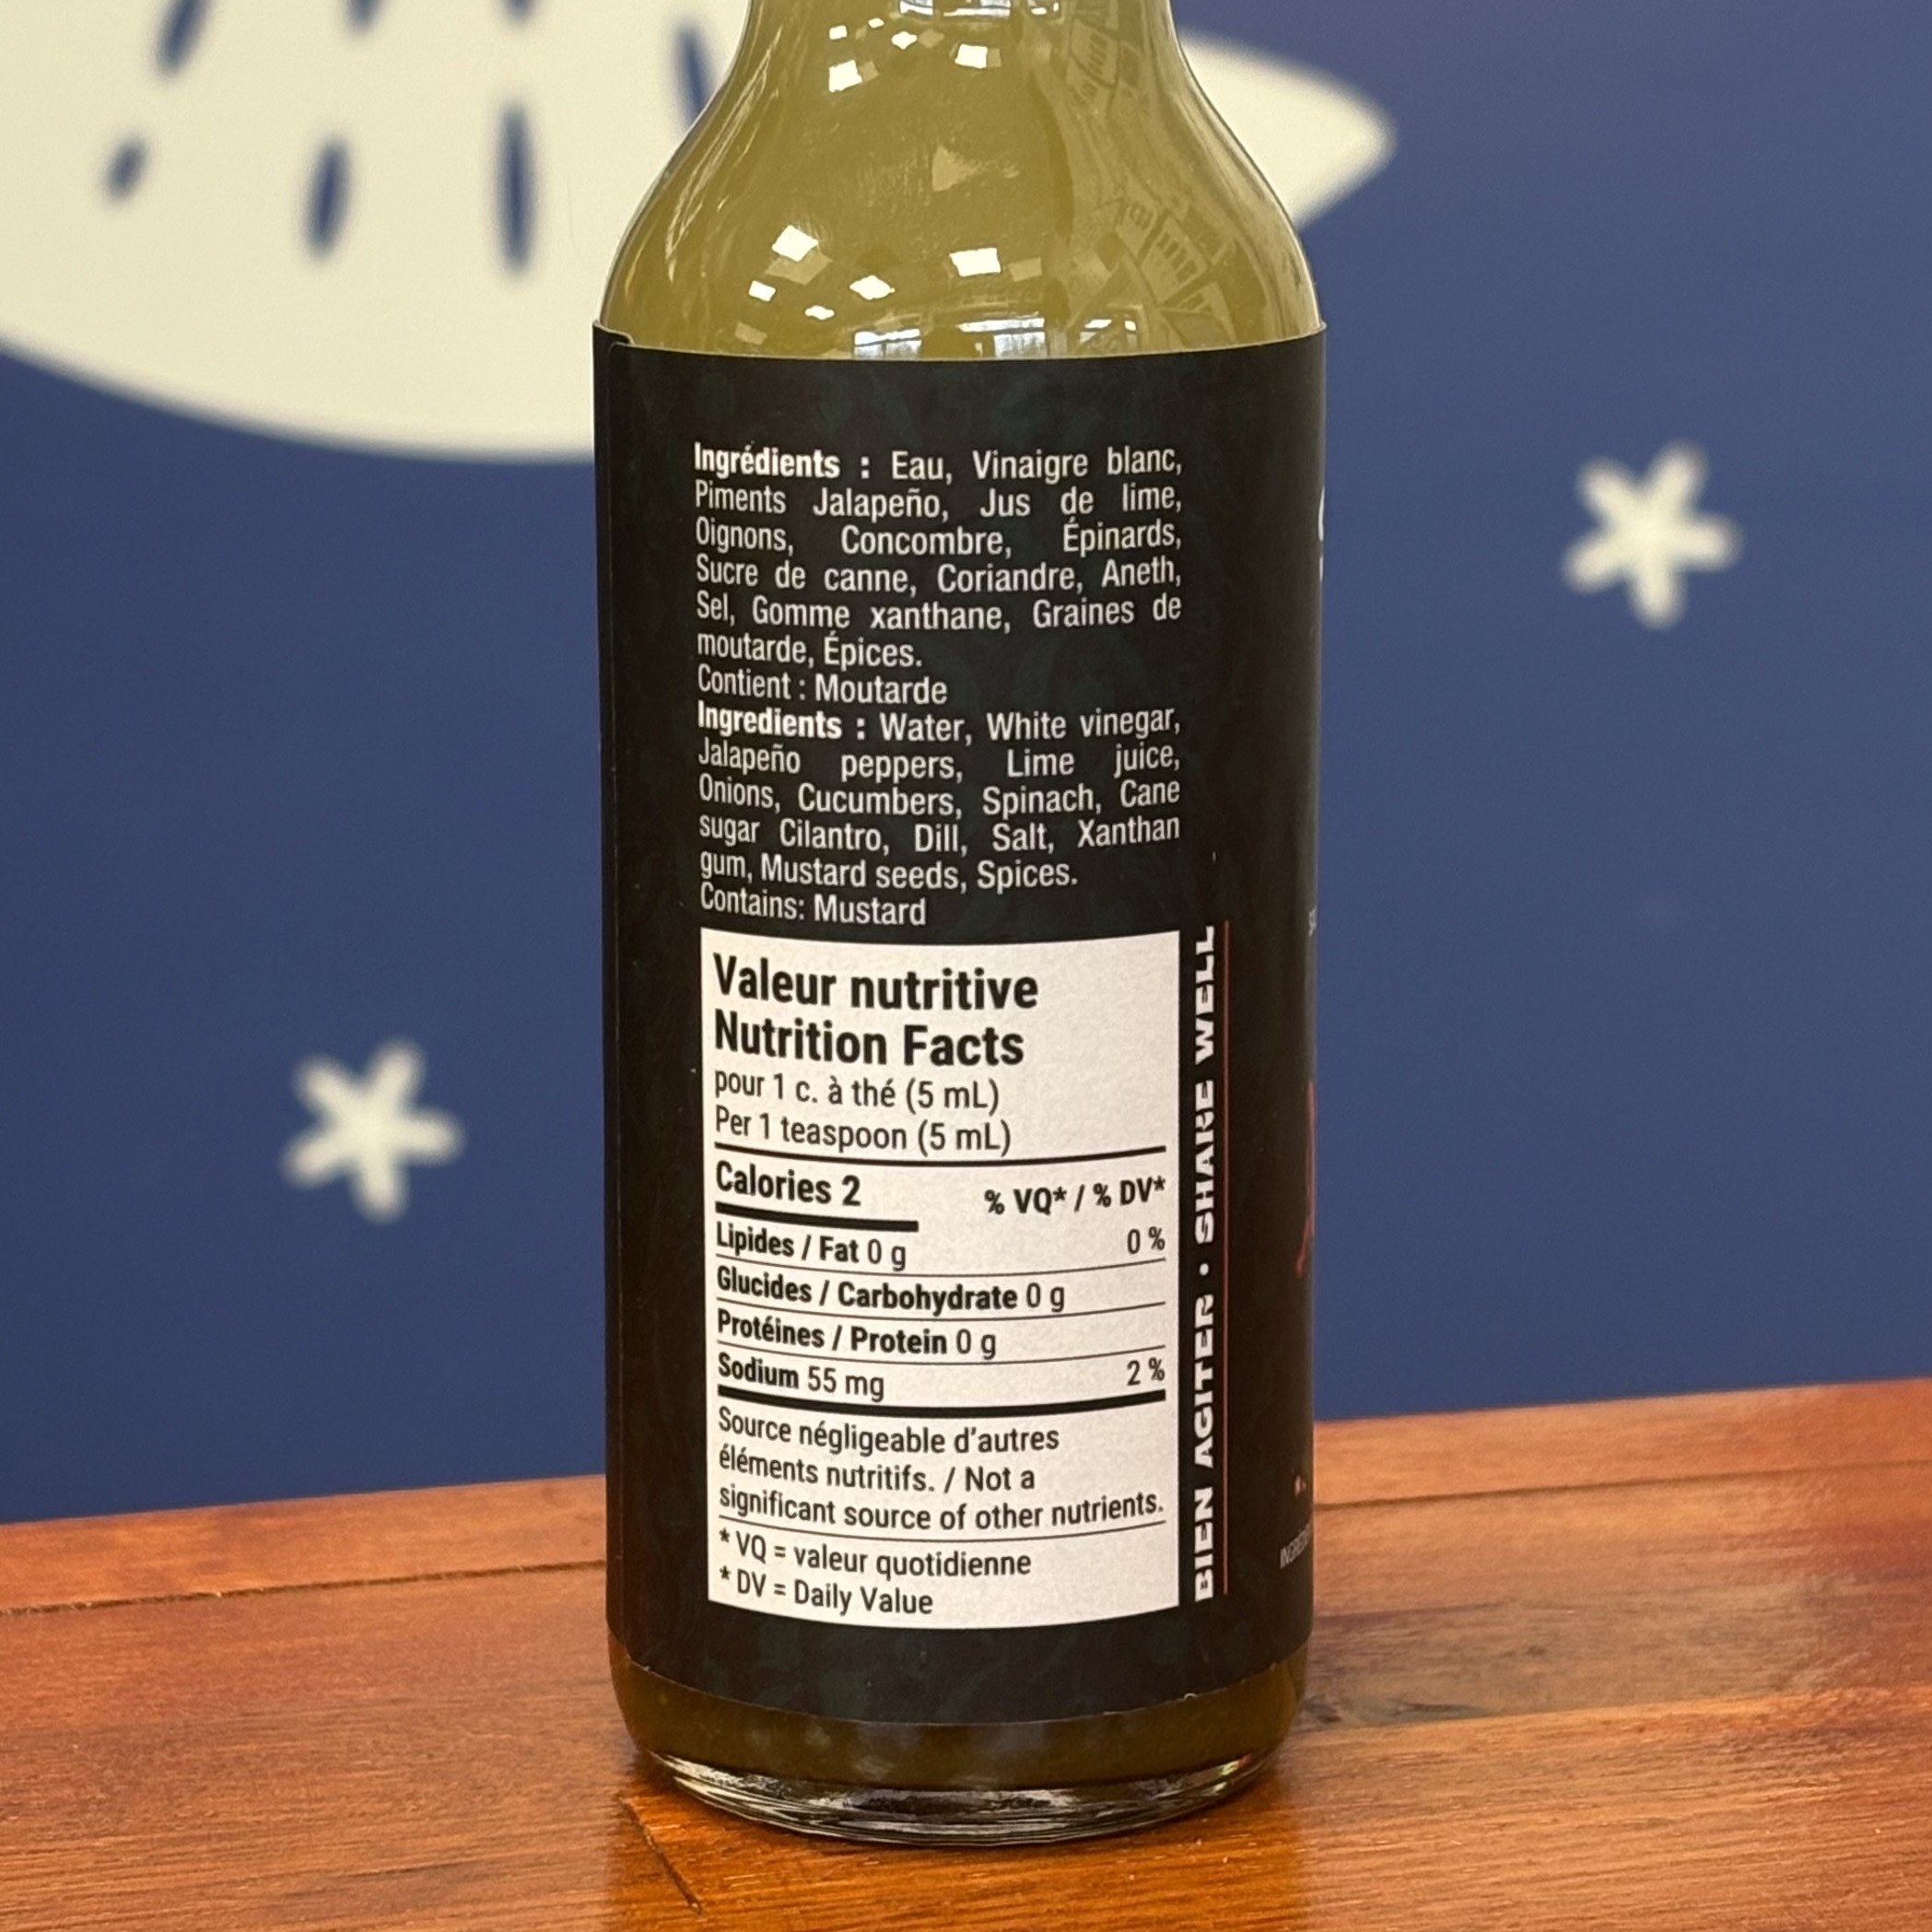 Ingrédients : Eau, Vinaigre blanc,
Piments Jalapeño, Jus de lime,
Oignons, Concombre, Épinards,
Sucre de canne, Coriandre, Aneth,
Sel, Gomme xanthane, Graines de
moutarde, Épices.
Contient : Moutarde
Ingredients : Water, White vinegar,
Jalapeño peppers, Lime juice,
Onions, Cucumbers, Spinach, Cane
sugar Cilantro, Dill, Salt, Xanthan
gum, Mustard seeds, Spices.
Contains: Mustard
Valeur nutritive
Nutrition Facts
pour 1 c. à thé (5 mL)
Per 1 teaspoon (5 mL)
Calories 2 % VQ* / % DV*
Lipides / Fat 0 g 0 %
Glucides / Carbohydrate 0 g
Protéines / Protein 0 g
Sodium 55 mg 2 %
Source négligeable d'autres
éléments nutritifs. / Not a
significant source of other nutrients.
* VQ = valeur quotidienne
* DV = Daily Value
BIEN AGITER • SHAKE WELL